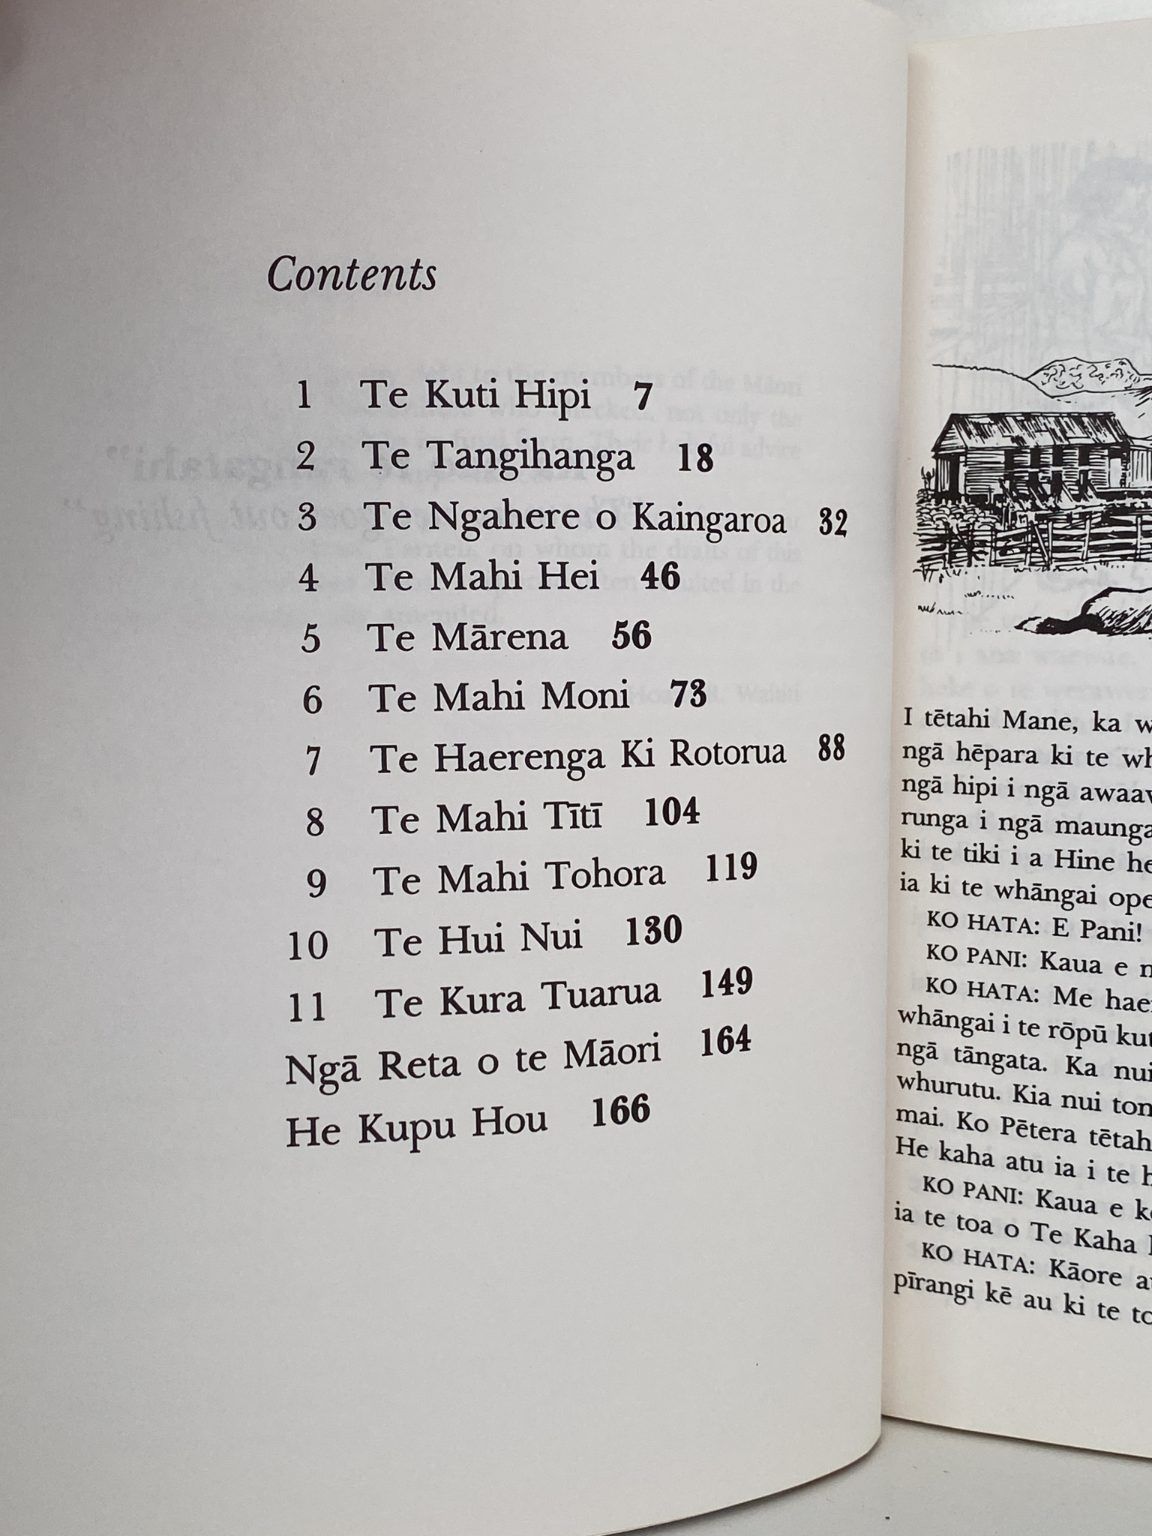 Contents
1 Te Kuti Hipi 7
2 Te Tangihanga 18
3 Te Ngahere o Kaingaroa 32
4 Te Mahi Hei 46
5 Te Mārena 56
6 Te Mahi Moni 73
7 Te Haerenga Ki Rotorua 88
8 Te Mahi Tītī 104
9 Te Mahi Tohora 119
10 Te Hui Nui 130
11 Te Kura Tuarua 149
Ngā Reta o te Māori 164
He Kupu Hou 166
I tētahi Mane, ka
ngā hēpara ki te
ngā hipi i ngā
runga i ngā maunga
ki te tiki i a Hine
ia ki te whāngai
KO HATA: E Pani!
KO PANI: Kaua e
KO HATA: Me
whāngai i te rōpū
ngā tāngata. Ka nui
whurutu. Kia nui
mai. Ko Pētera
He kaha atu ia i te
KO PANI: Kaua e
ia te toa o Te Kaha
KO HATA: Kāore
pīrangi kē au ki te